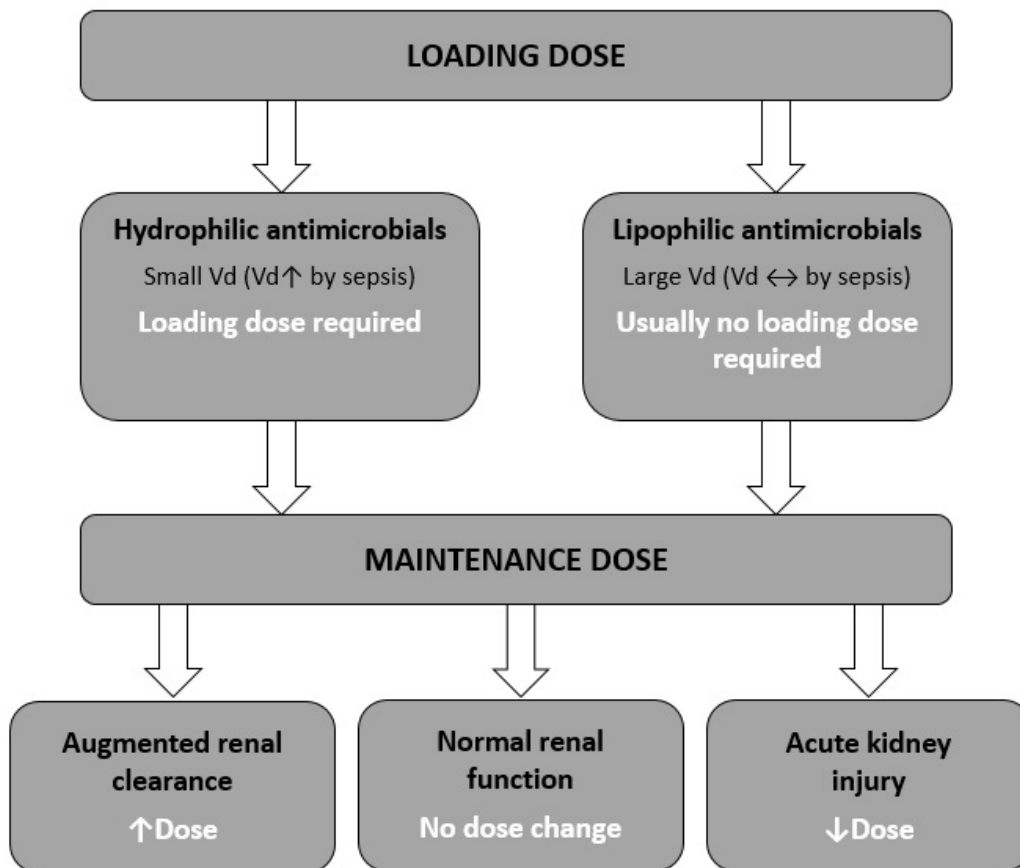 LOADING DOSE
Hydrophilic antimicrobials
Small Vd (Vd↑ by sepsis)
Loading dose required
Lipophilic antimicrobials
Large Vd (Vd ↔ by sepsis)
Usually no loading dose
required
MAINTENANCE DOSE
Augmented renal
clearance
↑Dose
Normal renal
function
No dose change
Acute kidney
injury
↓Dose